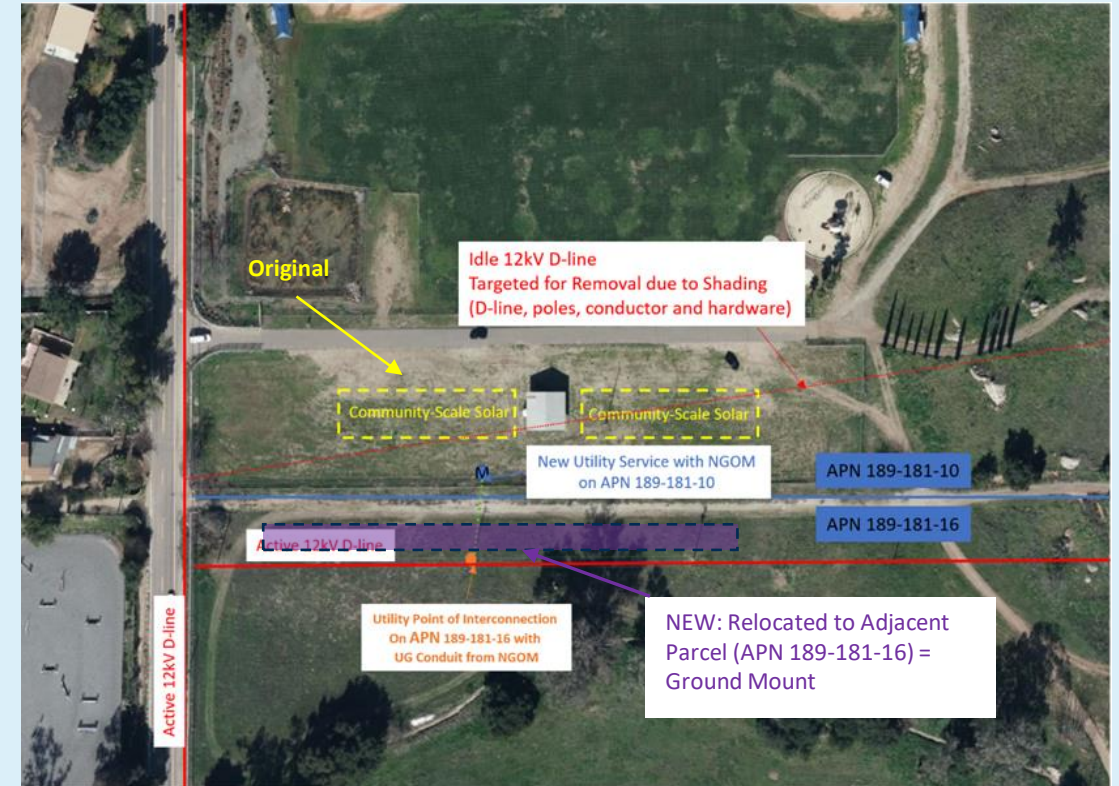 Original
Idle 12kV D-line
Targeted for Removal due to Shading
(D-line, poles, conductor and hardware)
Community-Scale Solar
Community-Scale Solar
M
New Utility Service with NGOM
on APN 189-181-10
APN 189-181-10
APN 189-181-16
Active 12kV D-line
Active 12kV D-line
Utility Point of Interconnection
On APN 189-181-16 with
UG Conduit from NGOM
NEW: Relocated to Adjacent
Parcel (APN 189-181-16) =
Ground Mount